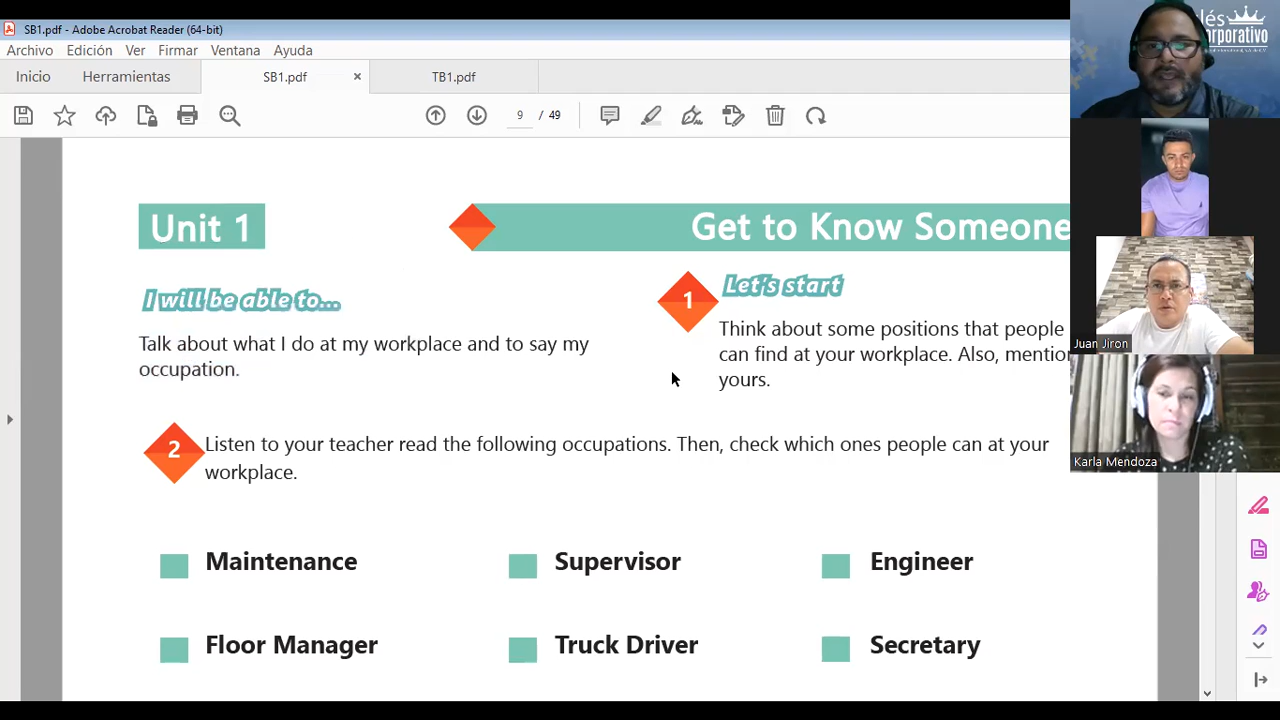 SB1.pdf - Adobe Acrobat Reader (64-bit)
Archivo Edición Ver Firmar Ventana Ayuda
Inicio Herramientas SB1.pdf × TB1.pdf
9 / 49
Unit 1
Get to Know Someone
I will be able to...
Talk about what I do at my workplace and to say my
occupation.
1
Let's start
Think about some positions that people
can find at your workplace. Also, mention
yours.
2
Listen to your teacher read the following occupations. Then, check which ones people can at your
workplace.
Maintenance
Supervisor
Engineer
Floor Manager
Truck Driver
Secretary
Juan Jiron
Karla Mendoza